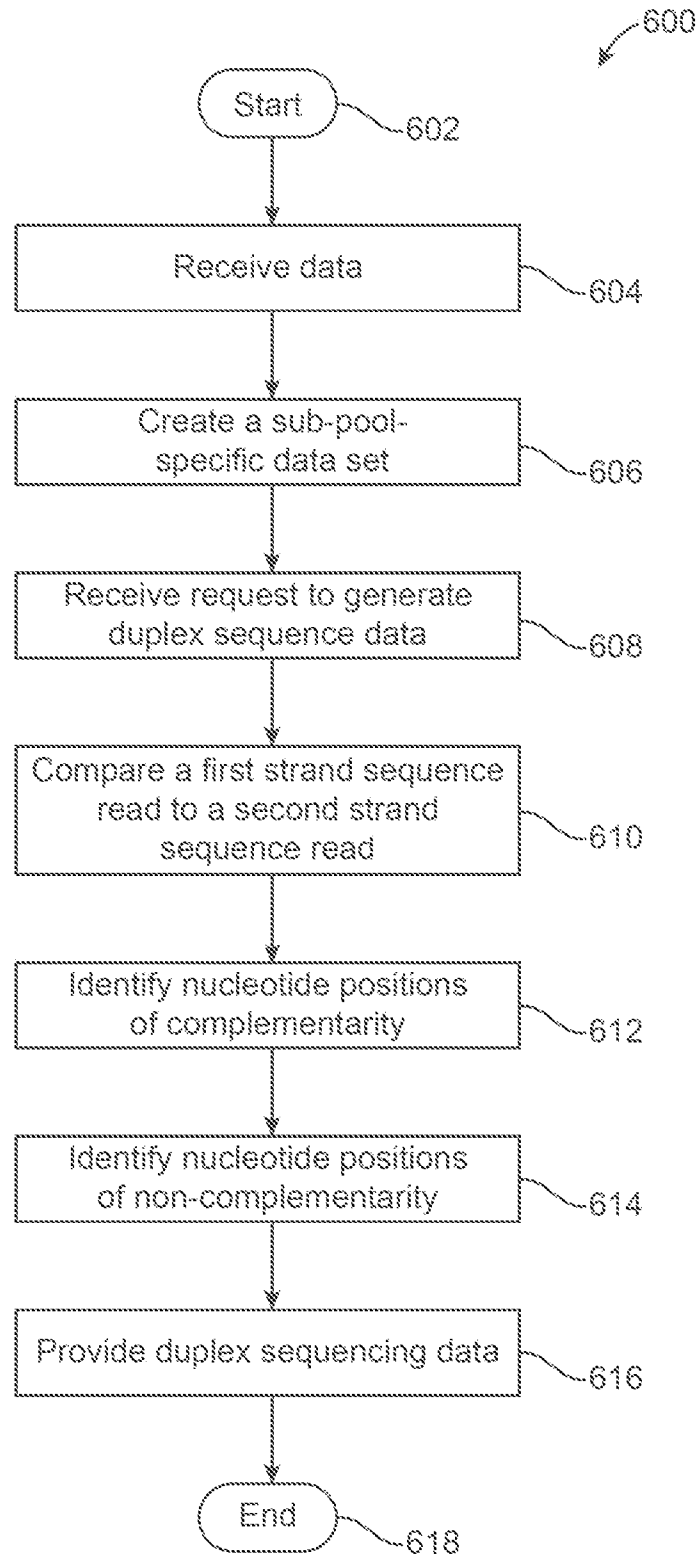 600
Start
602
Receive data
604
Create a sub-pool-
specific data set
606
Receive request to generate
duplex sequence data
608
Compare a first strand sequence
read to a second strand
sequence read
610
Identify nucleotide positions
of complementarity
612
Identify nucleotide positions
of non-complementarity
614
Provide duplex sequencing data
616
End
618